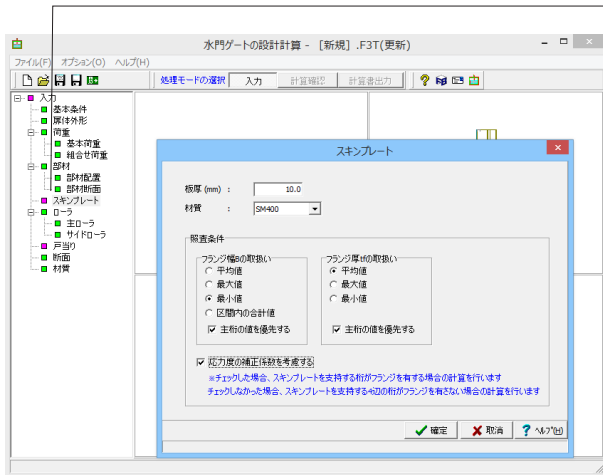 水門ゲートの設計計算 - [新規] .F3T(更新)
ファイル(F) オプション(O) ヘルプ(H)
処理モードの選択 入力 計算確認 計算書出力
入力
基本条件
扉体外形
荷重
基本荷重
組合せ荷重
部材
部材配置
部材断面
スキンプレート
ローラ
主ローラ
サイドローラ
戸当り
断面
材質
スキンプレート
板厚 (mm) : 10.0
材質 : SM400
照査条件
フランジ幅Bの取扱い
平均値
最大値
最小値
区間内の合計値
主桁の値を優先する
フランジ厚tfの取扱い
平均値
最大値
最小値
主桁の値を優先する
応力度の補正係数を考慮する
※チェックした場合、スキンプレートを支持する桁がフランジを有する場合の計算を行います
チェックしなかった場合、スキンプレートを支持する4辺の桁がフランジを有さない場合の計算を行います
確定 取消 ヘルプ(H)